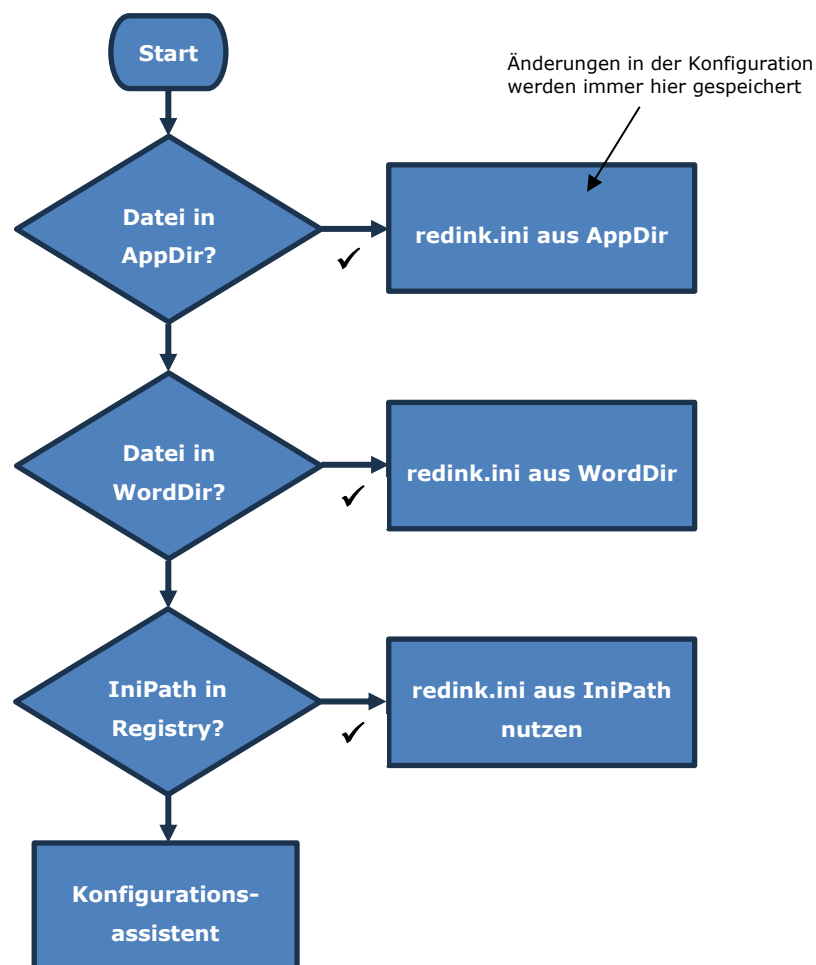 Start
Änderungen in der Konfiguration
werden immer hier gespeichert
Datei in
AppDir?
redink.ini aus AppDir
Datei in
WordDir?
redink.ini aus WordDir
IniPath in
Registry?
redink.ini aus IniPath
nutzen
Konfigurations-
assistent